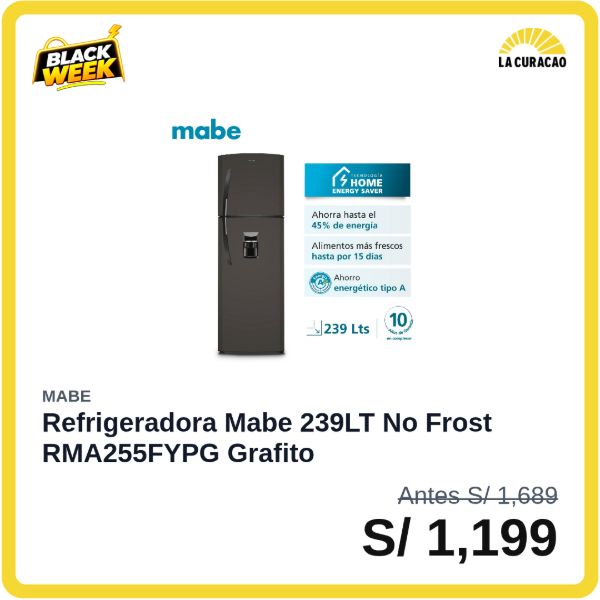 BLACK
WEEK
LA CURACAO
mabe
TECNOLOGÍA
HOME
ENERGY SAVER
Ahorra hasta el
45% de energía
Alimentos más frescos
hasta por 15 días
Ahorro
energético tipo A
239 Lts
10
en compresor
MABE
Refrigeradora Mabe 239LT No Frost
RMA255FYPG Grafito
Antes S/ 1,689
S/ 1,199